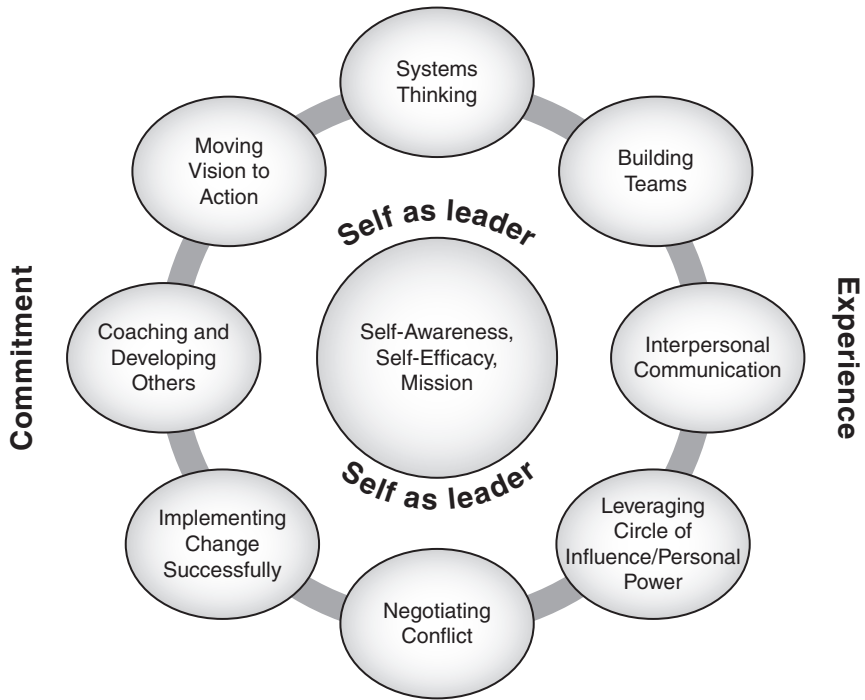 Systems
Thinking
Building
Teams
Interpersonal
Communication
Leveraging
Circle of
Influence/Personal
Power
Negotiating
Conflict
Implementing
Change
Successfully
Coaching and
Developing
Others
Moving
Vision to
Action
Self as leader
Self-Awareness,
Self-Efficacy,
Mission
Self as leader
Commitment
Experience